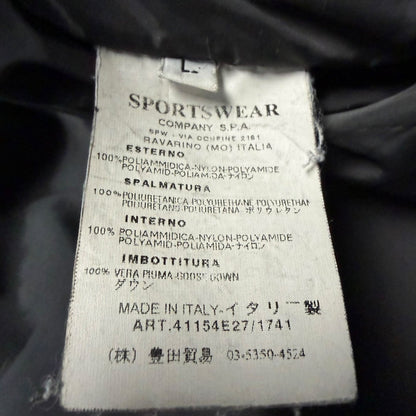 L.
SPORTSWEAR
COMPANY S.P.A.
SPW - VIA CONFINE 2161
RAVARINO (MO) ITALIA
ESTERNO
100% POLIAMMIDICA-NYLON-POLYAMIDE
POLYAMID-POLIAMIDA-ナイロン
SPALMATURA
100% POLIURETANICA-POLYURETHANE-POLYURETHAN
POLIURETANS-POLIURETANA-ポリウレタン
INTERNO
100% POLIAMMIDICA-NYLON-POLYAMIDE
POLYAMID-POLIAMIDA-ナイロン
IMBOTTITURA
100% VERA PIUMA-GOOSE DOWN
ダウン
MADE IN ITALY-イタリー製
ART.41154E27/1741
(株) 豊田貿易 03-5350-4524